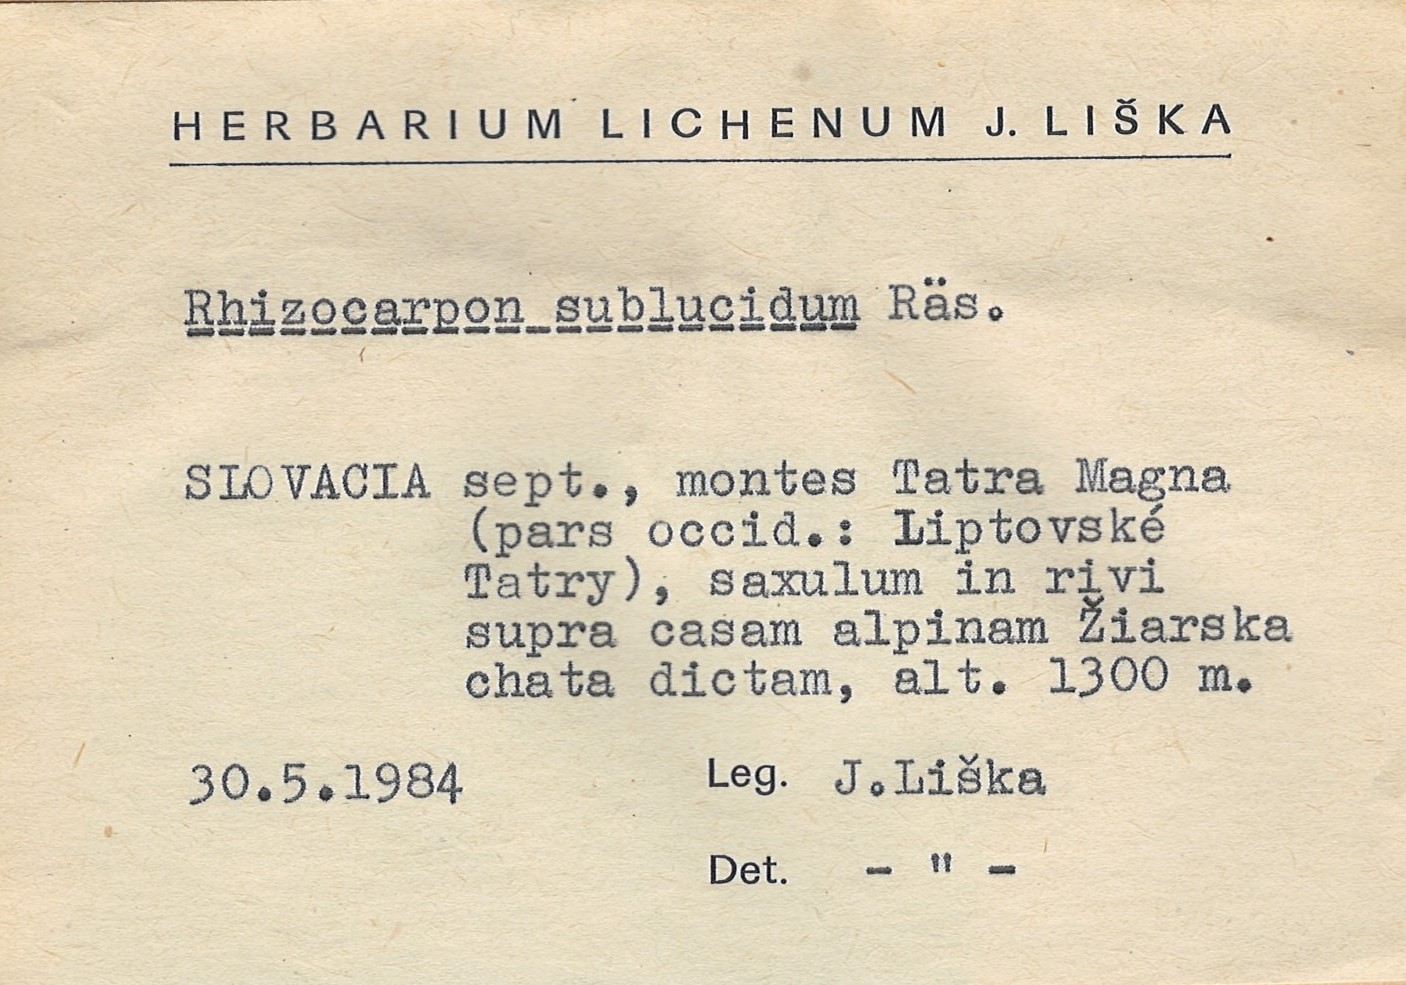 HERBARIUM LICHENUM J. LIŠKA
Rhizocarpon sublucidum Räs.
SLOVACIA sept., montes Tatra Magna
(pars occid.: Liptovské
Tatry), saxulum in rivi
supra casam alpinam Žiarska
chata dictam, alt. 1300 m.
30.5.1984 Leg. J.Liška
Det. - " -